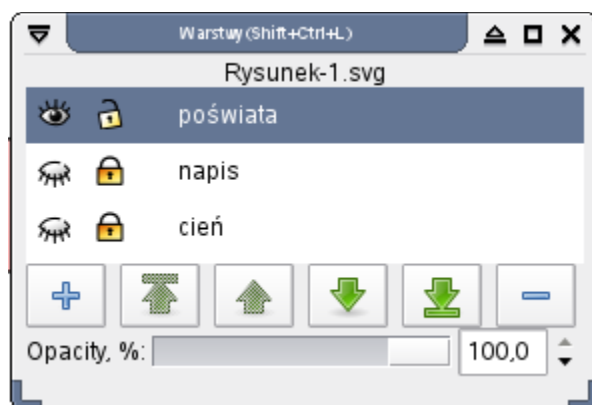 Warstwy (Shift+Ctrl+L)
Rysunek-1.svg
poświata
napis
cień
Opacity, %: 100,0